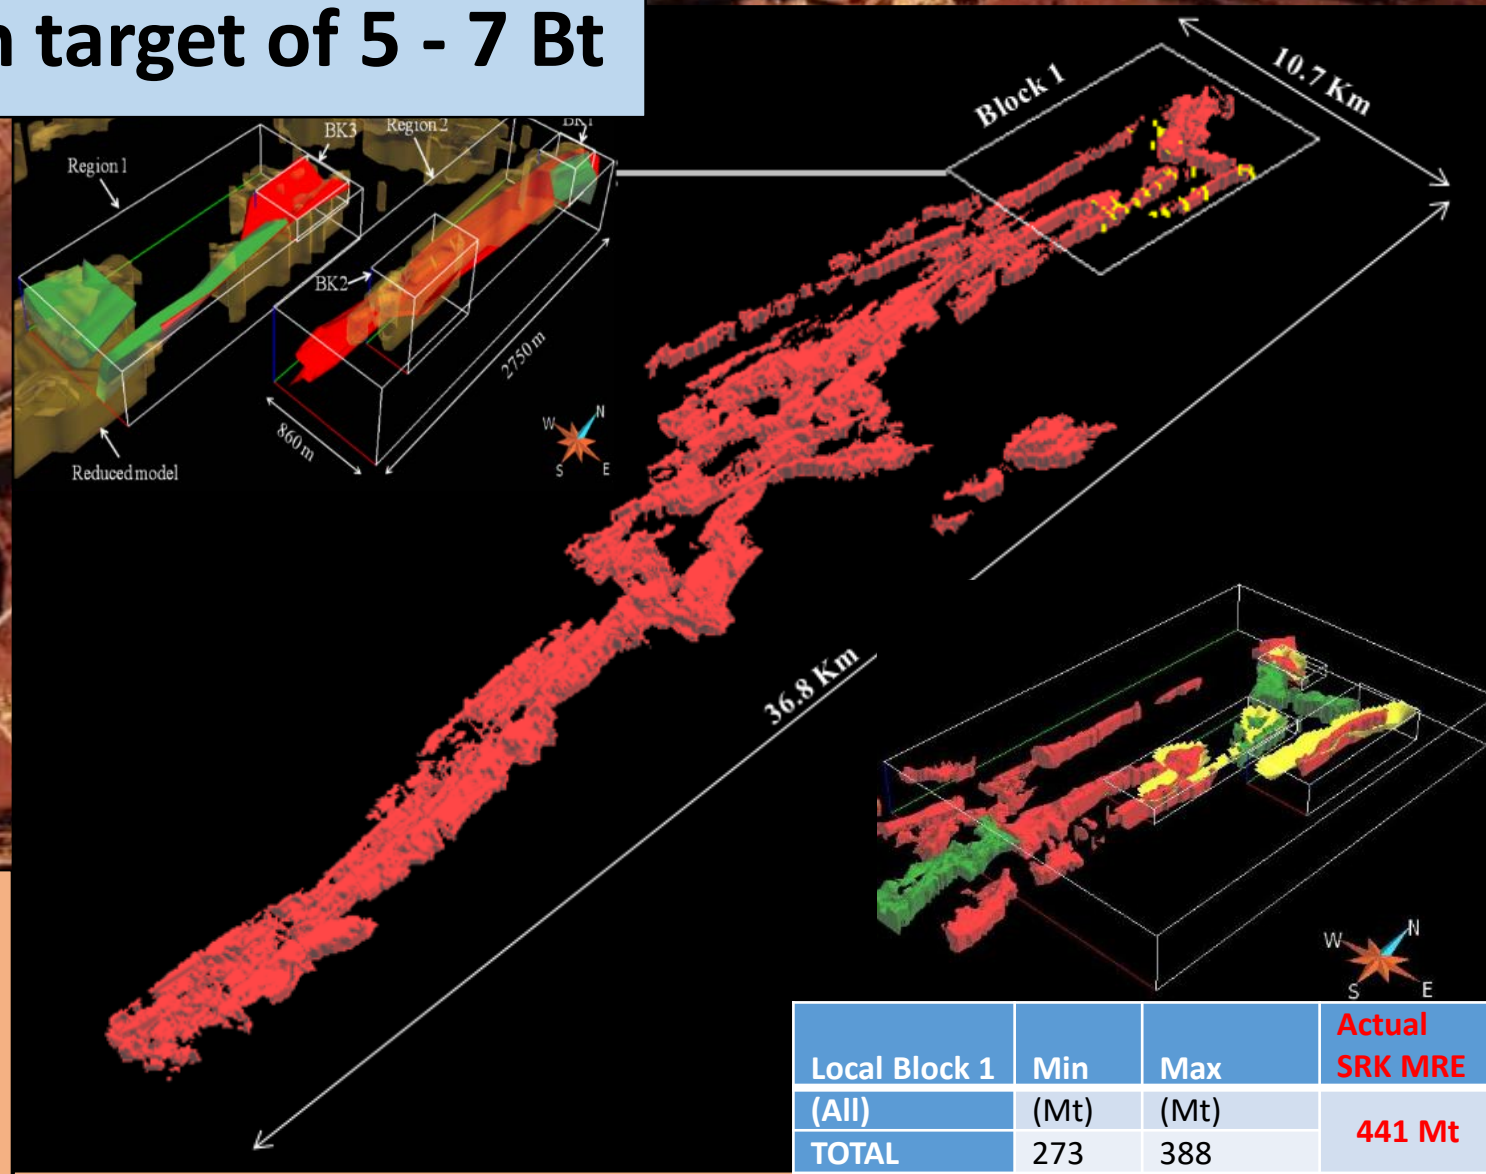 target of 5 - 7 Bt
Block 1
10.7 Km
Region 1
BK3
Region 2
BK1
BK2
2750 m
860 m
Reduced model
W N
S E
36.8 Km
W N
S E
Local Block 1 Min Max Actual SRK MRE
(All) (Mt) (Mt) 441 Mt
TOTAL 273 388